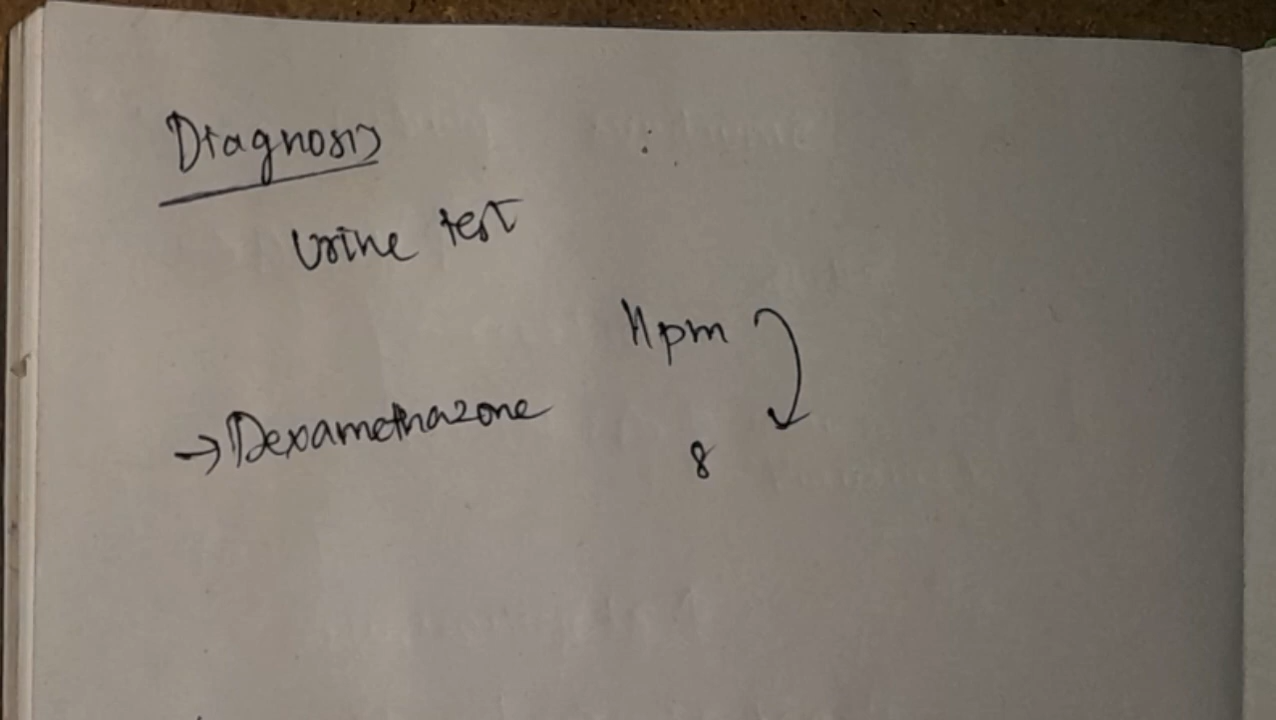 Diagnosis
Urine test
11pm
→ Dexamethazone
8